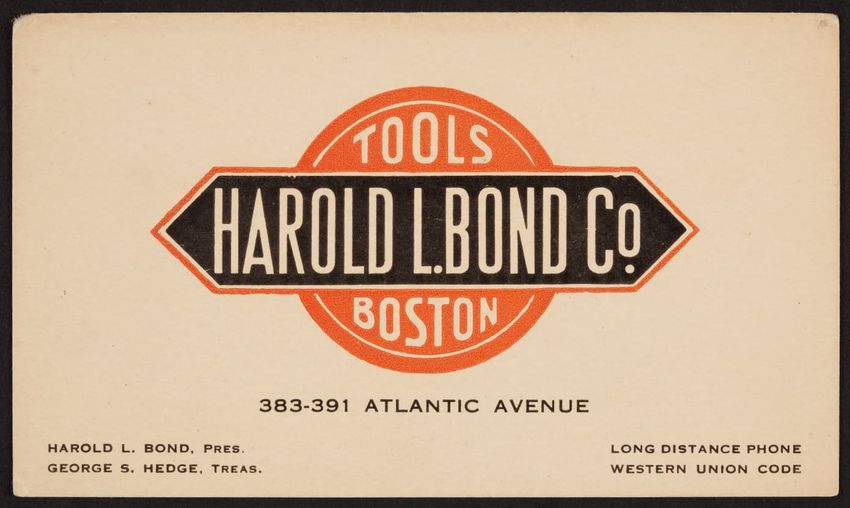 TOOLS
HAROLD L. BOND Co.
BOSTON
383-391 ATLANTIC AVENUE
HAROLD L. BOND, PRES.
GEORGE S. HEDGE, TREAS.
LONG DISTANCE PHONE
WESTERN UNION CODE